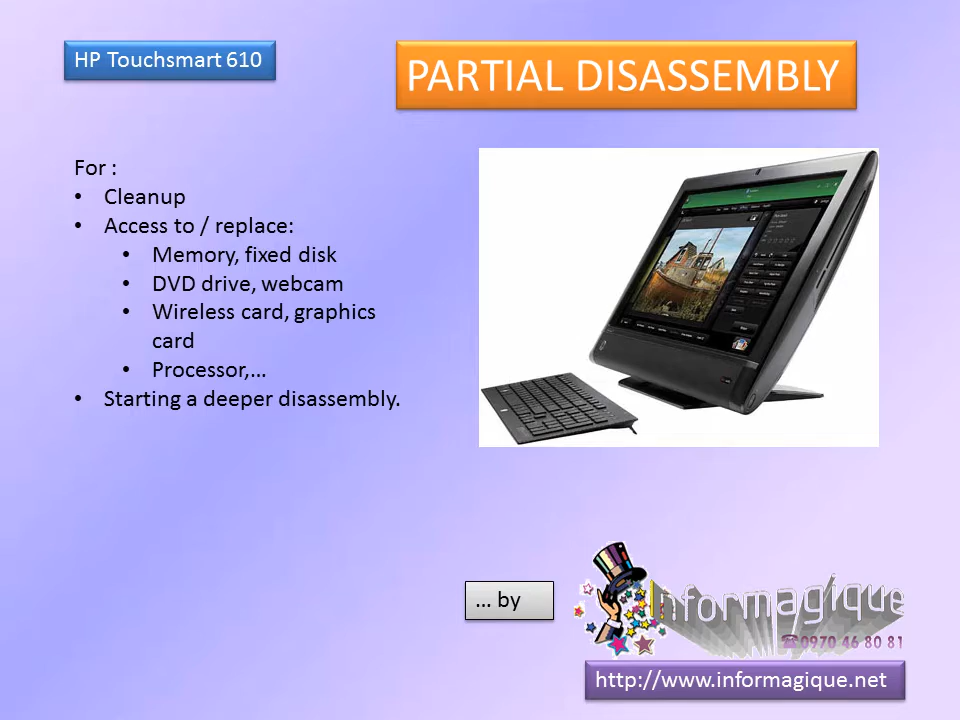 HP Touchsmart 610
PARTIAL DISASSEMBLY
For :
• Cleanup
• Access to / replace:
• Memory, fixed disk
• DVD drive, webcam
• Wireless card, graphics
card
• Processor,...
• Starting a deeper disassembly.
... by
Informagique
☎0970 46 80 81
http://www.informagique.net